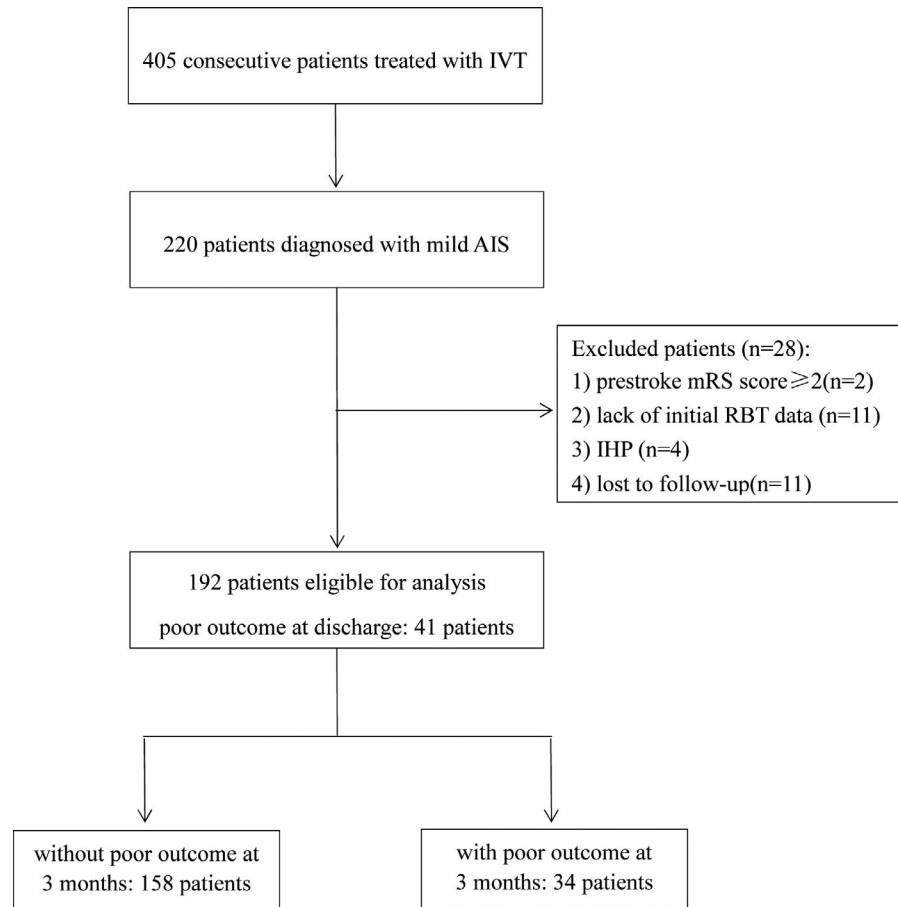 405 consecutive patients treated with IVT
220 patients diagnosed with mild AIS
Excluded patients (n=28):
1) prestroke mRS score⩾2(n=2)
2) lack of initial RBT data (n=11)
3) IHP (n=4)
4) lost to follow-up(n=11)
192 patients eligible for analysis
poor outcome at discharge: 41 patients
without poor outcome at
3 months: 158 patients
with poor outcome at
3 months: 34 patients